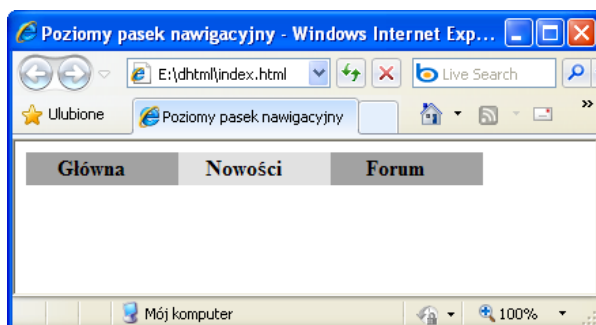 Poziomy pasek nawigacyjny - Windows Internet Exp...
E:\dhtml\index.html Live Search
Ulubione Poziomy pasek nawigacyjny »
Główna Nowości Forum
Mój komputer 100%